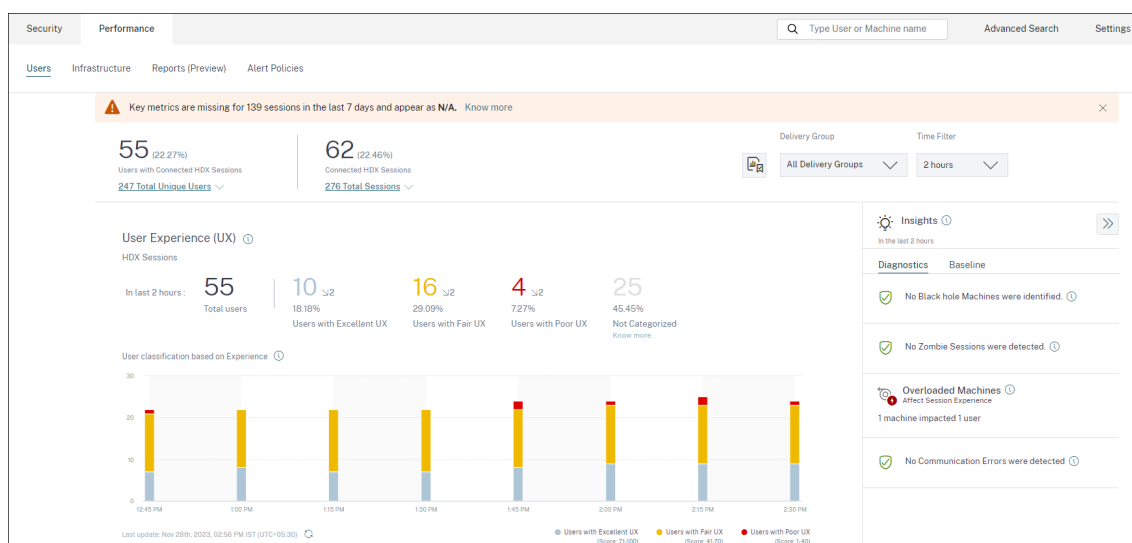 Security Performance Type User or Machine name Advanced Search Settings
Users Infrastructure Reports (Preview) Alert Policies
Key metrics are missing for 139 sessions in the last 7 days and appear as N/A. Know more
Delivery Group Time Filter
55 (22.27%) 62 (22.46%)
All Delivery Groups 2 hours
Users with Connected HDX Sessions Connected HDX Sessions
247 Total Unique Users 276 Total Sessions
User Experience (UX)
HDX Sessions
In last 2 hours : 55 10 2 16 2 4 2 25
Total users 18.18% 29.09% 7.27% 45.45%
Users with Excellent UX Users with Fair UX Users with Poor UX Not Categorized
Know more
User classification based on Experience
30
20
10
0
12:45 PM 1:00 PM 1:15 PM 1:30 PM 1:45 PM 2:00 PM 2:15 PM 2:30 PM
Last update: Nov 28th, 2023, 02:56 PM IST (UTC+05:30)
Users with Excellent UX Users with Fair UX Users with Poor UX
(Score: 71-100) (Score: 41-70) (Score: 1-40)
Insights
In the last 2 hours
Diagnostics Baseline
No Black hole Machines were identified.
No Zombie Sessions were detected.
Overloaded Machines
Affect Session Experience
1 machine impacted 1 user
No Communication Errors were detected